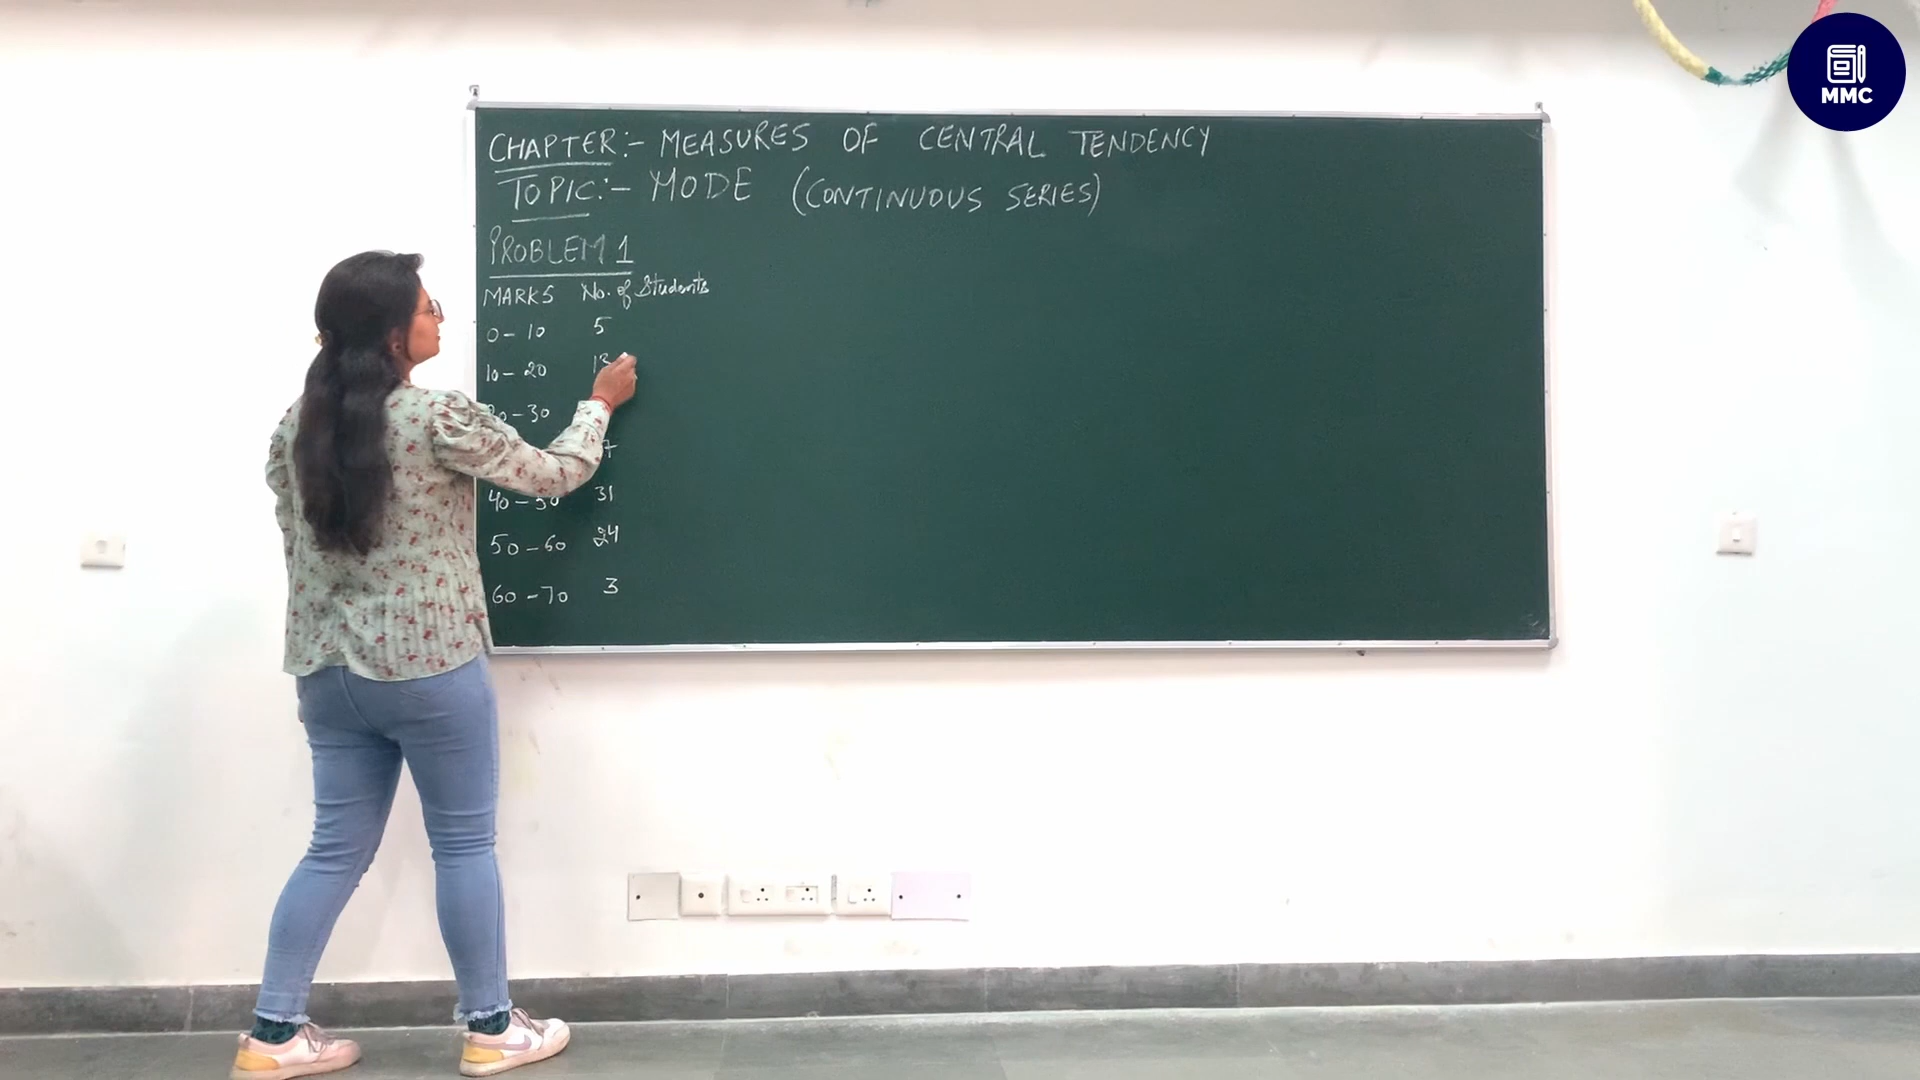 MMC
CHAPTER:- MEASURES OF CENTRAL TENDENCY
TOPIC:- MODE (CONTINUOUS SERIES)
PROBLEM 1
MARKS No. of Students
0-10 5
10-20
-30
40-50 31
50-60 24
60-70 3